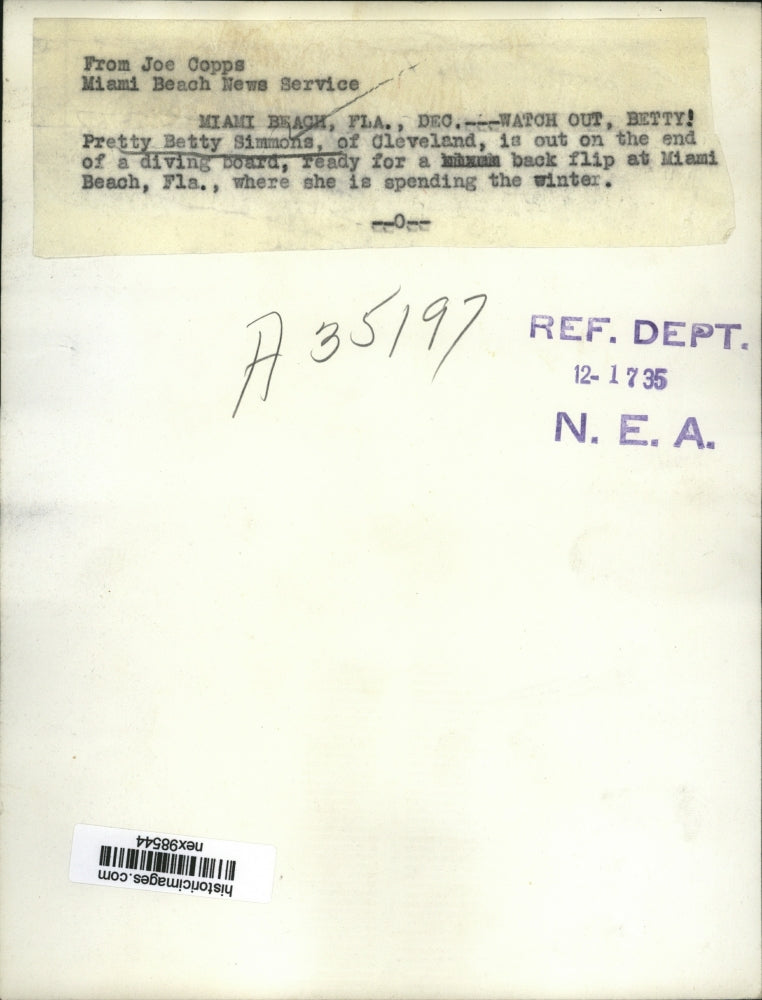 From Joe Copps
Miami Beach News Service
MIAMI BEACH, FLA., DEC.---WATCH OUT, BETTY!
Pretty Betty Simmons, of Cleveland, is out on the end
of a diving board, ready for a back flip at Miami
Beach, Fla., where she is spending the winter.
--0--
A 35197
REF. DEPT.
12-1735
N. E. A.
historicimages.com
nex98544